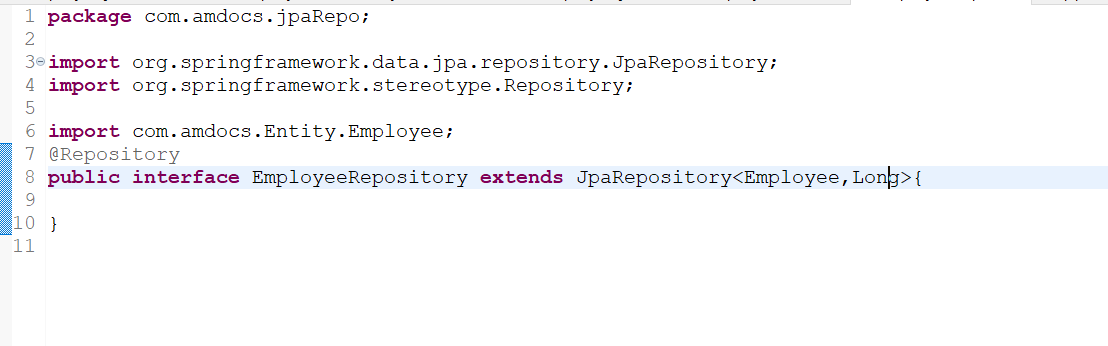 1 package com.amdocs.jpaRepo;
2
3 import org.springframework.data.jpa.repository.JpaRepository;
4 import org.springframework.stereotype.Repository;
5
6 import com.amdocs.Entity.Employee;
7 @Repository
8 public interface EmployeeRepository extends JpaRepository<Employee,Long>{
9
10 }
11